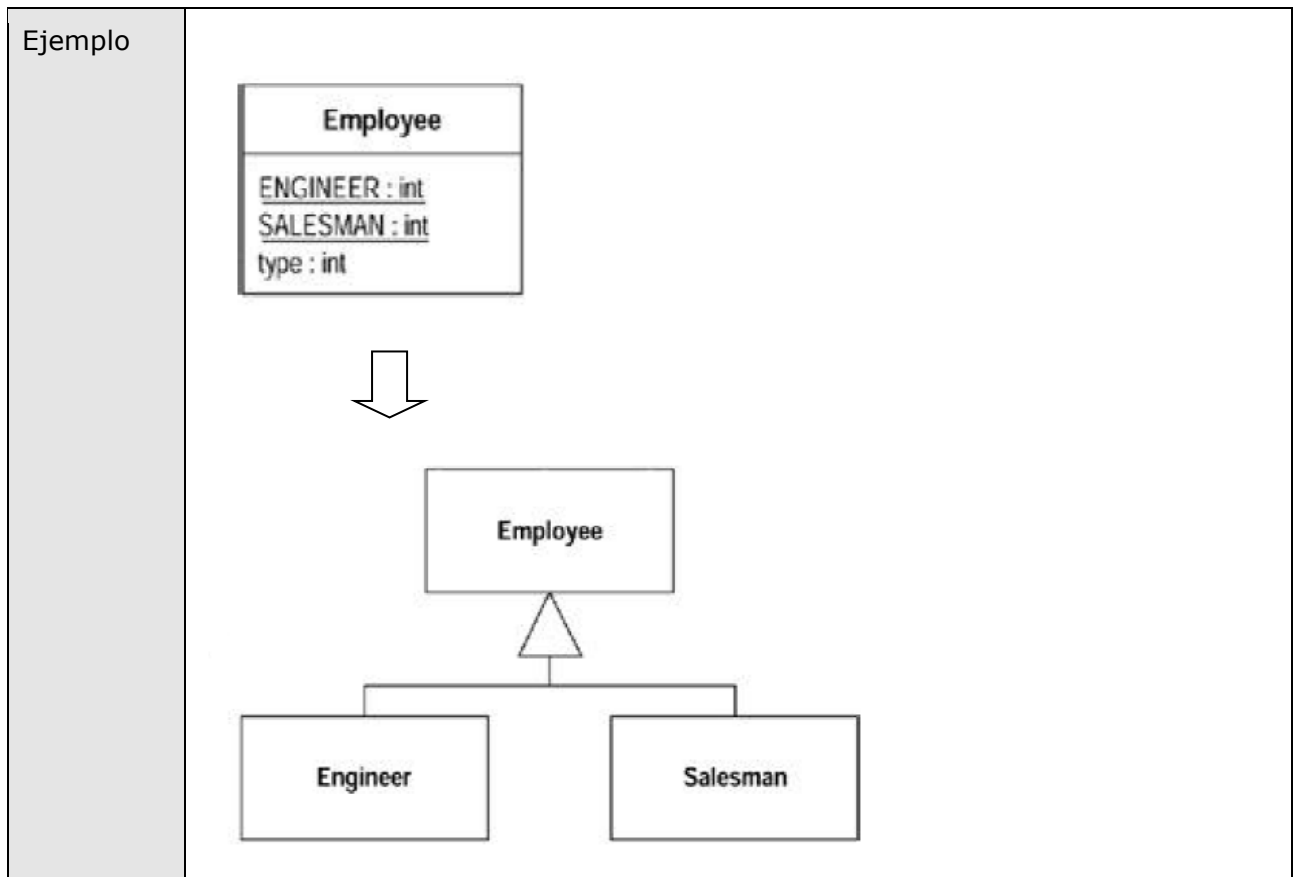 Ejemplo
Employee
ENGINEER : int
SALESMAN : int
type : int
Employee
Engineer
Salesman